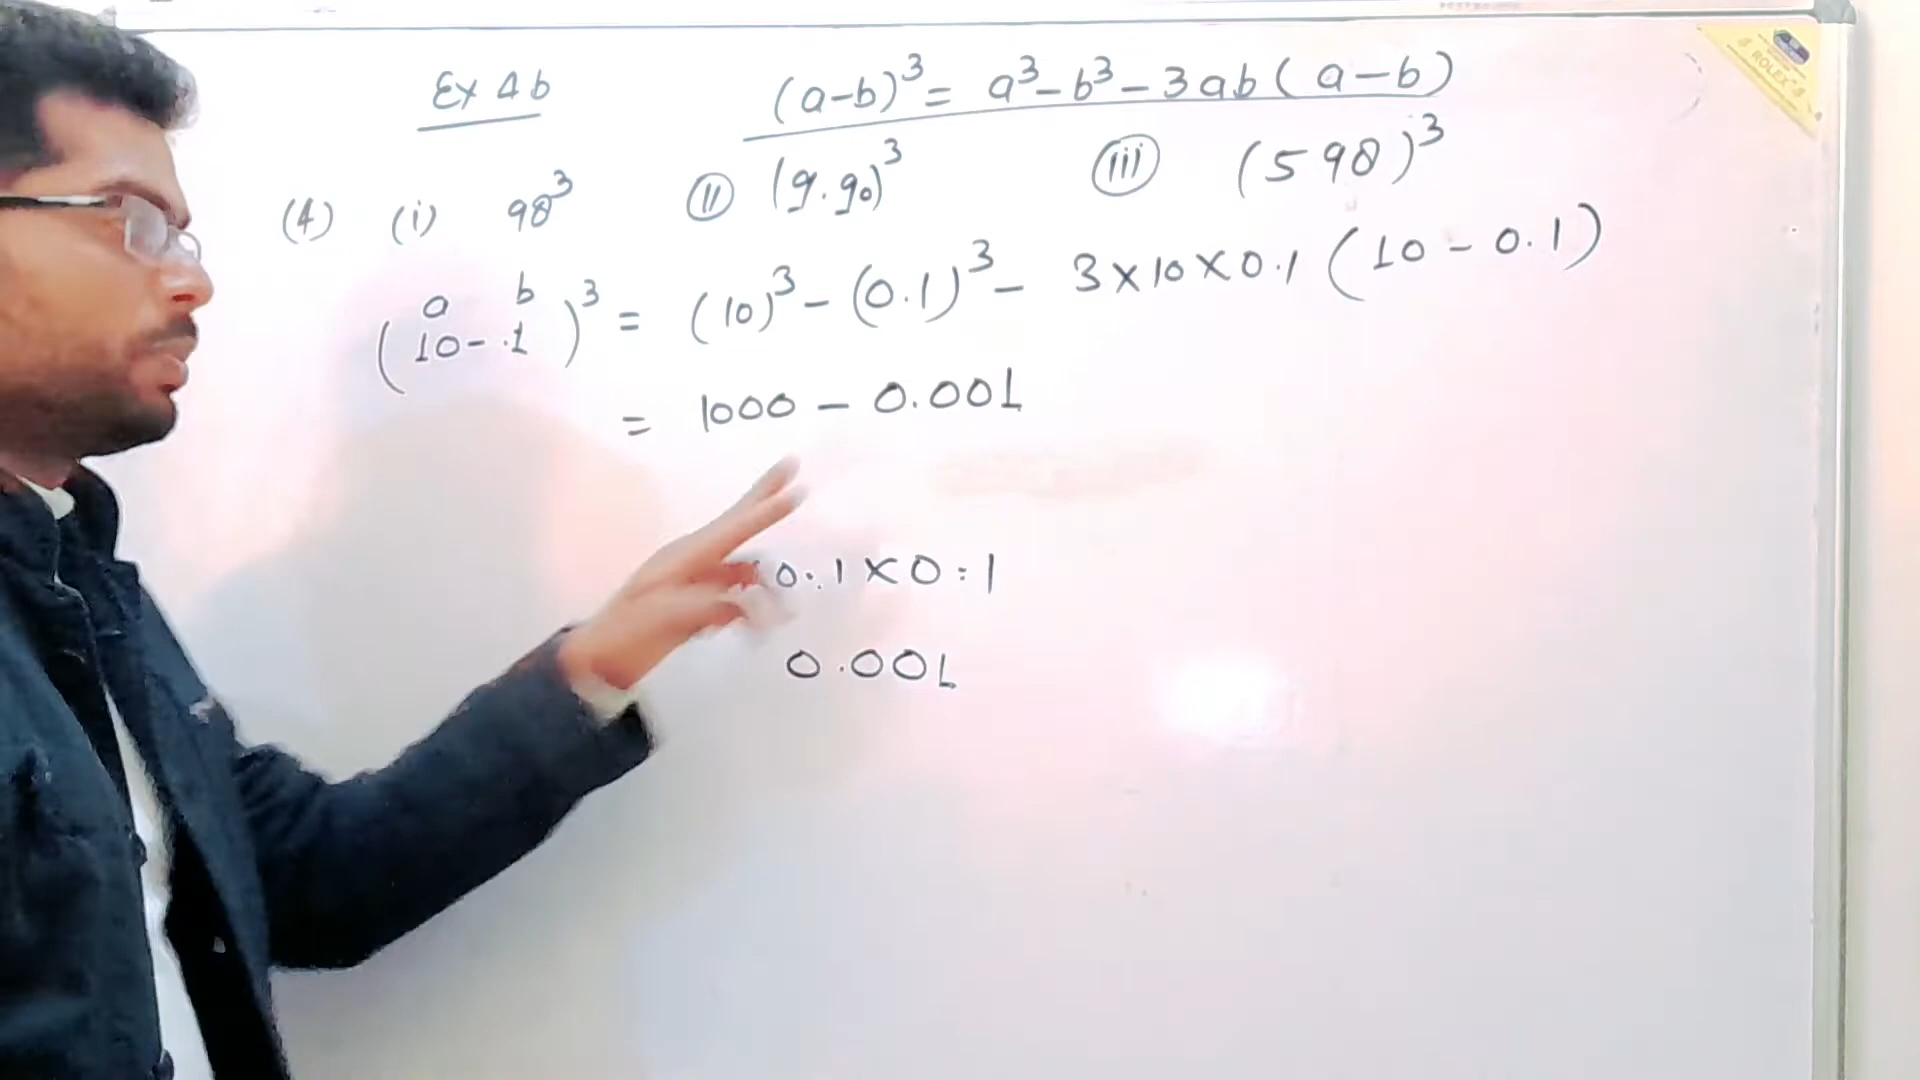 Ex 4b
(a-b)³ = a³-b³-3ab(a-b)
(4) (i) 98³ (ii) (9.90)³ (iii) (598)³
a b
(10-.1)³ = (10)³-(0.1)³- 3×10×0.1(10-0.1)
= 1000 - 0.001
0.1×0.1
0.001
ROLEX